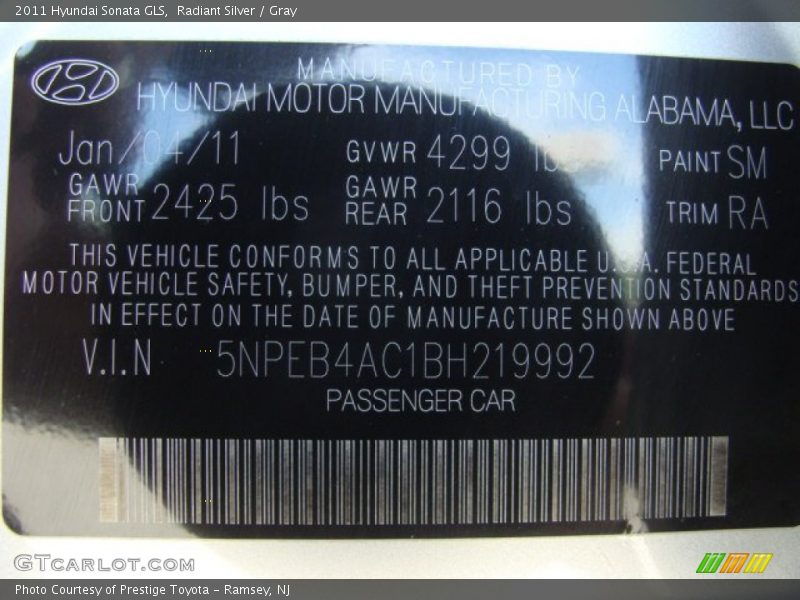 2011 Hyundai Sonata GLS, Radiant Silver / Gray
MANUFACTURED BY
HYUNDAI MOTOR MANUFACTURING ALABAMA, LLC
Jan/04/11 GVWR 4299 lbs PAINT SM
GAWR FRONT 2425 lbs GAWR REAR 2116 lbs TRIM RA
THIS VEHICLE CONFORMS TO ALL APPLICABLE U.S.A. FEDERAL
MOTOR VEHICLE SAFETY, BUMPER, AND THEFT PREVENTION STANDARDS
IN EFFECT ON THE DATE OF MANUFACTURE SHOWN ABOVE
V.I.N 5NPEB4AC1BH219992
PASSENGER CAR
GTCARLOT.COM
Photo Courtesy of Prestige Toyota - Ramsey, NJ